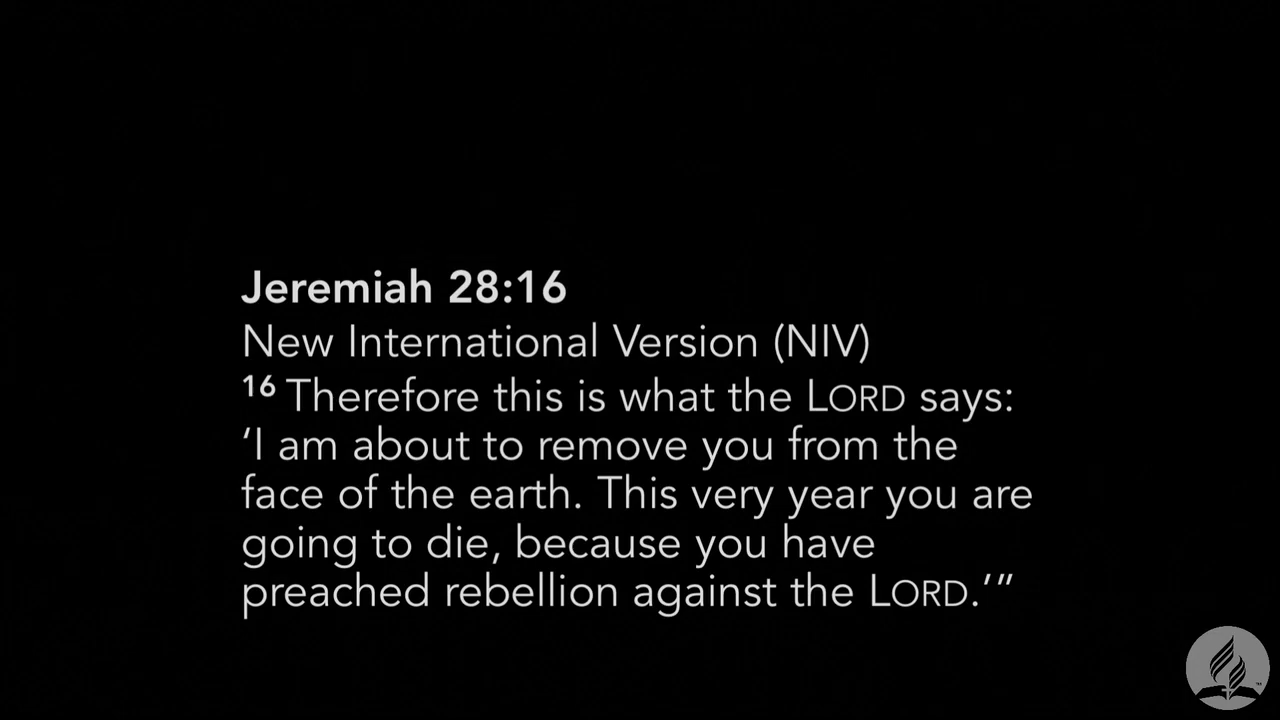 Jeremiah 28:16
New International Version (NIV)
16 Therefore this is what the LORD says:
‘I am about to remove you from the
face of the earth. This very year you are
going to die, because you have
preached rebellion against the LORD.’”